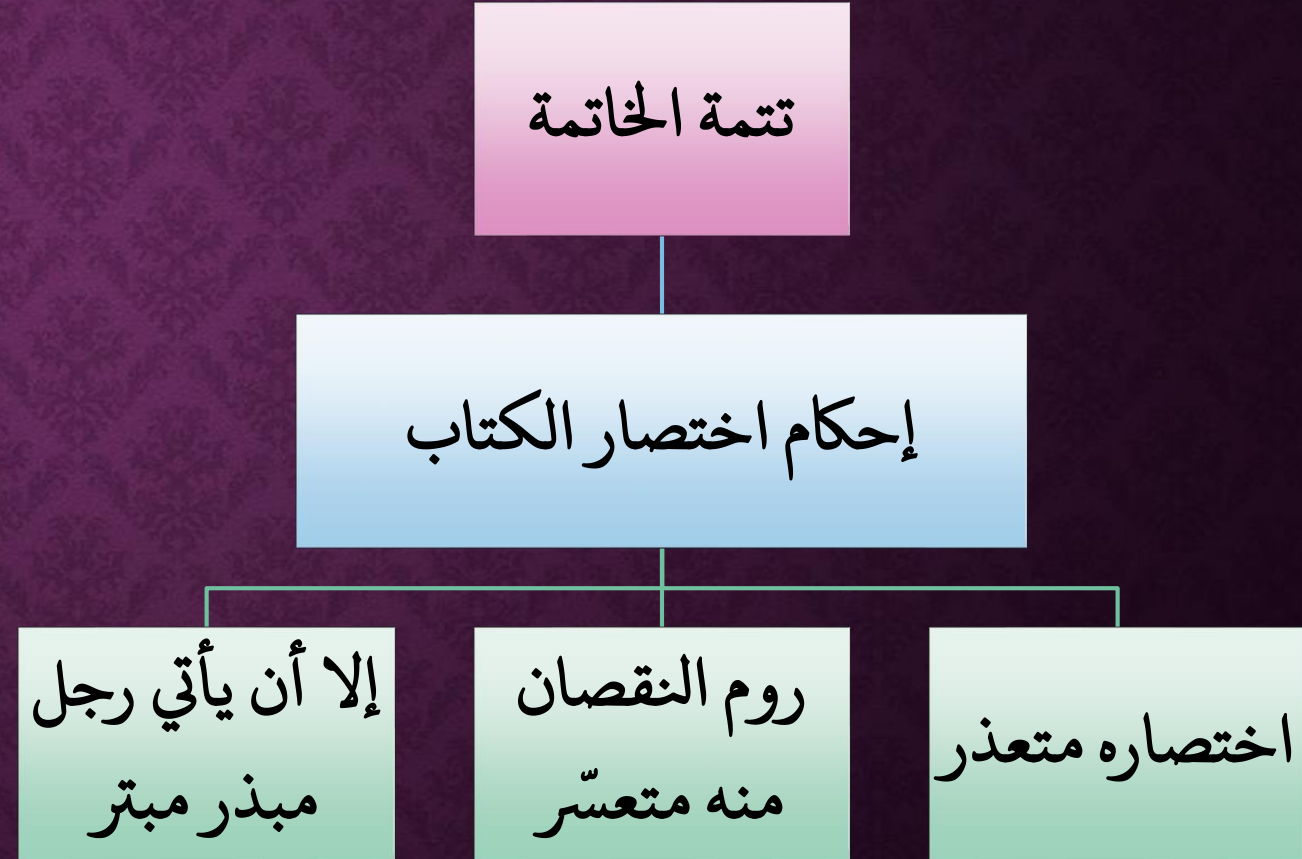 تتمة الخاتمة
إحكام اختصار الكتاب
اختصاره متعذر
روم النقصان
منه متعسّر
إلا أن يأتي رجل
مبذر مبتر